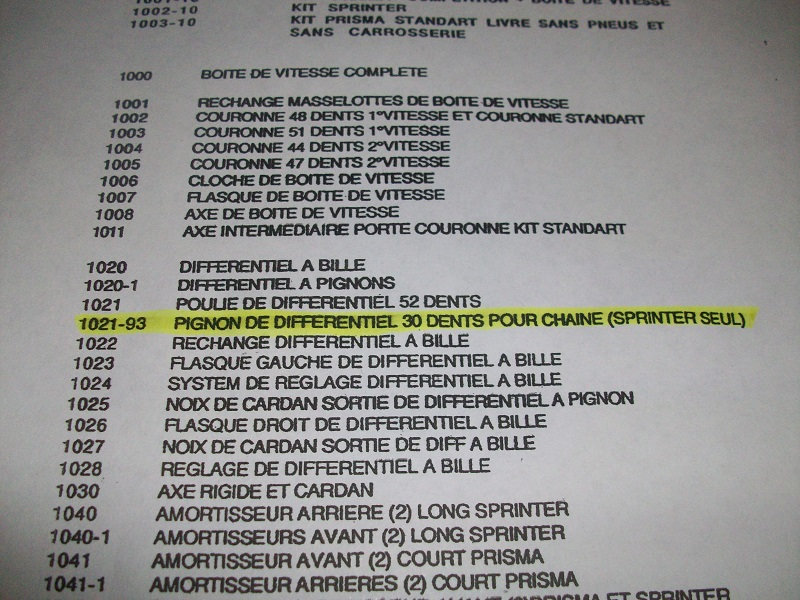 1002-10 KIT SPRINTER
1003-10 KIT PRISMA STANDART LIVRE SANS PNEUS ET
SANS CARROSSERIE
1000 BOITE DE VITESSE COMPLETE
1001 RECHANGE MASSELOTTES DE BOITE DE VITESSE
1002 COURONNE 48 DENTS 1°VITESSE ET COURONNE STANDART
1003 COURONNE 51 DENTS 1°VITESSE
1004 COURONNE 44 DENTS 2°VITESSE
1005 COURONNE 47 DENTS 2°VITESSE
1006 CLOCHE DE BOITE DE VITESSE
1007 FLASQUE DE BOITE DE VITESSE
1008 AXE DE BOITE DE VITESSE
1011 AXE INTERMEDIAIRE PORTE COURONNE KIT STANDART
1020 DIFFERENTIEL A BILLE
1020-1 DIFFERENTIEL A PIGNONS
1021 POULIE DE DIFFERENTIEL 52 DENTS
1021-93 PIGNON DE DIFFERENTIEL 30 DENTS POUR CHAINE (SPRINTER SEUL)
1022 RECHANGE DIFFERENTIEL A BILLE
1023 FLASQUE GAUCHE DE DIFFERENTIEL A BILLE
1024 SYSTEM DE REGLAGE DIFFERENTIEL A BILLE
1025 NOIX DE CARDAN SORTIE DE DIFFERENTIEL A PIGNON
1026 FLASQUE DROIT DE DIFFERENTIEL A BILLE
1027 NOIX DE CARDAN SORTIE DE DIFF A BILLE
1028 REGLAGE DE DIFFERENTIEL A BILLE
1030 AXE RIGIDE ET CARDAN
1040 AMORTISSEUR ARRIERE (2) LONG SPRINTER
1040-1 AMORTISSEURS AVANT (2) LONG SPRINTER
1041 AMORTISSEUR AVANT (2) COURT PRISMA
1041-1 AMORTISSEUR ARRIERES (2) COURT PRISMA
PRISMA ET SPRINTER